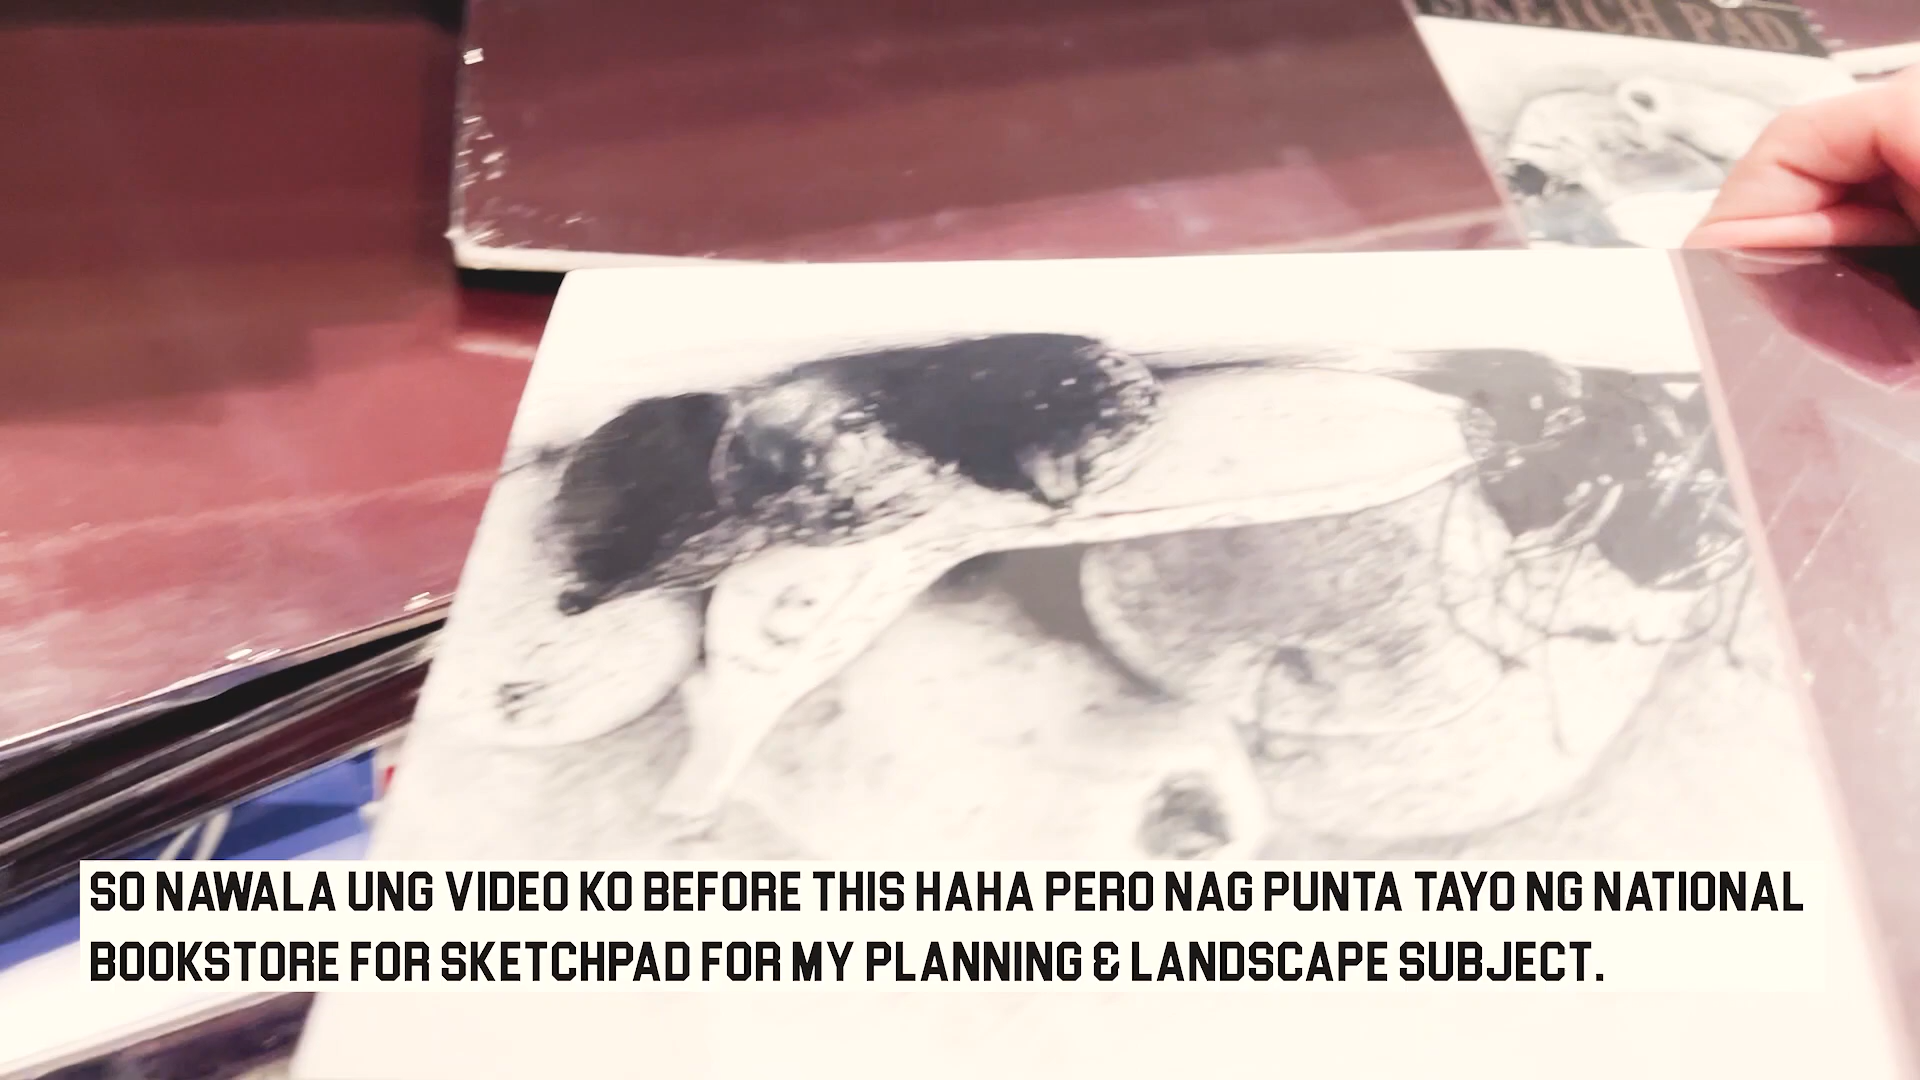 SKETCH PAD
SO NAWALA UNG VIDEO KO BEFORE THIS HAHA PERO NAG PUNTA TAYO NG NATIONAL
BOOKSTORE FOR SKETCHPAD FOR MY PLANNING & LANDSCAPE SUBJECT.